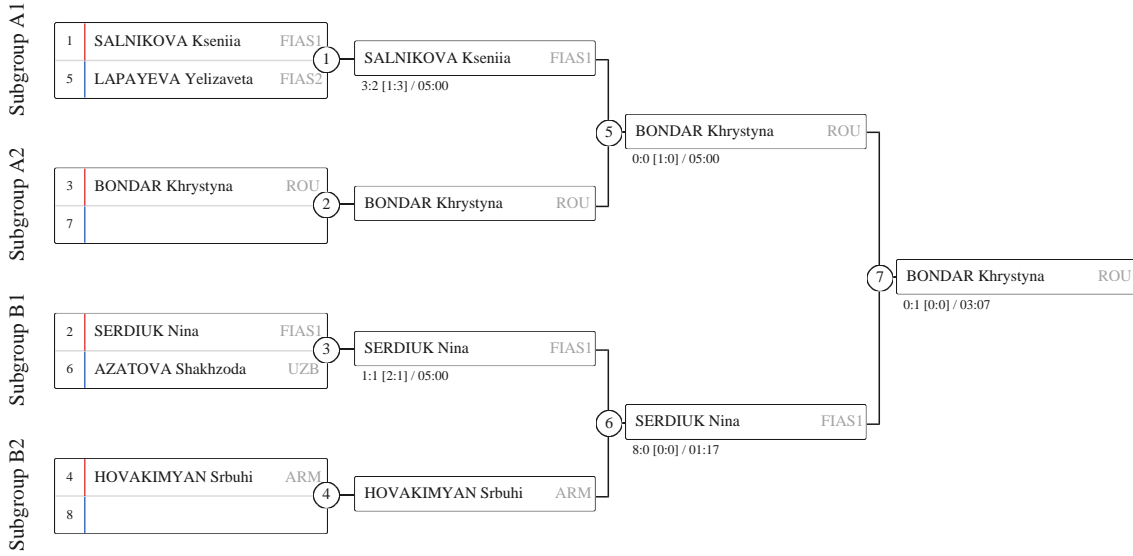 Subgroup A1
1 SALNIKOVA Kseniia FIAS1
5 LAPAYEVA Yelizaveta FIAS2
1
SALNIKOVA Kseniia FIAS1
3:2 [1:3] / 05:00
Subgroup A2
3 BONDAR Khrystyna ROU
7
2
BONDAR Khrystyna ROU
5
BONDAR Khrystyna ROU
0:0 [1:0] / 05:00
Subgroup B1
2 SERDIUK Nina FIAS1
6 AZATOVA Shakhzoda UZB
3
SERDIUK Nina FIAS1
1:1 [2:1] / 05:00
Subgroup B2
4 HOVAKIMYAN Srbuhi ARM
8
4
HOVAKIMYAN Srbuhi ARM
6
SERDIUK Nina FIAS1
8:0 [0:0] / 01:17
7
BONDAR Khrystyna ROU
0:1 [0:0] / 03:07